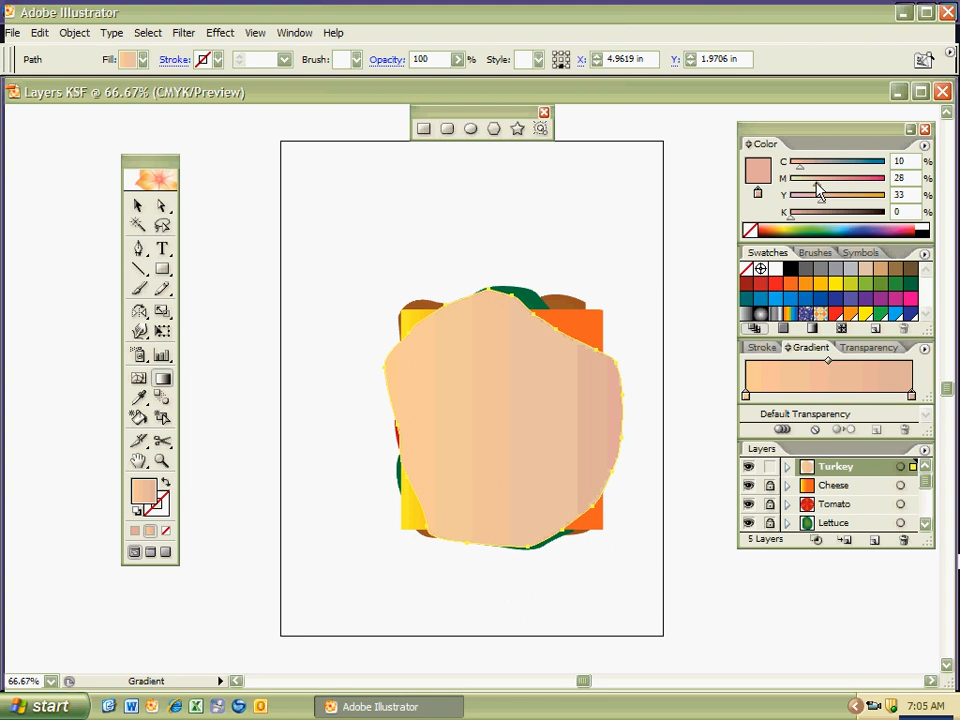 Adobe Illustrator
File Edit Object Type Select Filter Effect View Window Help
Path Fill: Stroke: Brush: Opacity: 100 % Style: X: 4.9619 in Y: 1.9706 in
Layers KSF @ 66.67% (CMYK/Preview)
Color
C 10 %
M 28 %
Y 33 %
K 0 %
Swatches Brushes Symbols
Stroke Gradient Transparency
Default Transparency
Layers
Turkey
Cheese
Tomato
Lettuce
5 Layers
66.67% Gradient
start Adobe Illustrator 7:05 AM